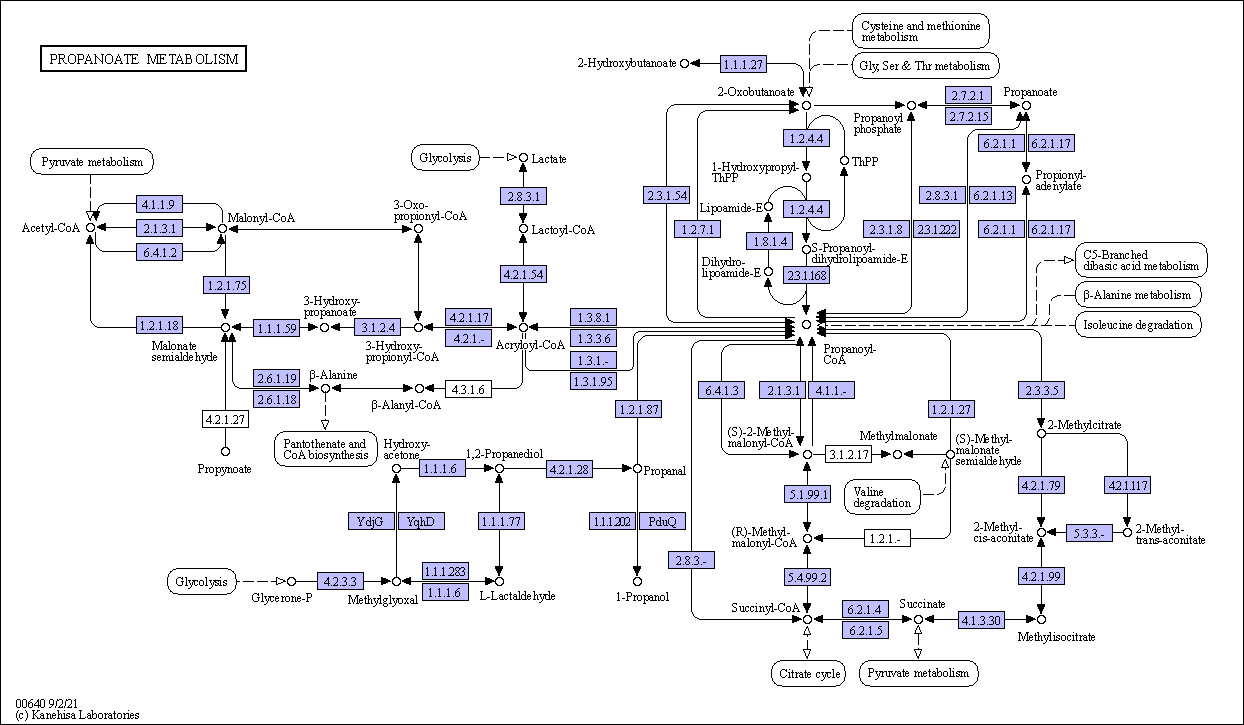 PROPANOATE METABOLISM
Cysteine and methionine
metabolism
Gly, Ser & Thr metabolism
2-Hydroxybutanoate
1.1.1.27
2-Oxobutanoate
Propanoyl
phosphate
2.7.2.1
2.7.2.15
Propanoate
1.2.4.4
ThPP
6.2.1.1
6.2.1.17
1-Hydroxypropyl-
ThPP
Propionyl-
adenylate
Pyruvate metabolism
Glycolysis
Lactate
2.8.3.1
Lactoyl-CoA
4.2.1.54
4.1.1.9
2.1.3.1
6.4.1.2
Acetyl-CoA
Malonyl-CoA
3-Oxo-
propionyl-CoA
2.3.1.54
1.2.7.1
Lipoamide-E
1.2.4.4
1.8.1.4
S-Propanoyl-
dihydrolipoamide-E
Dihydro-
lipoamide-E
2.3.1.168
2.8.3.1
6.2.1.13
2.3.1.8
2.3.1.222
6.2.1.1
6.2.1.17
C5-Branched
dibasic acid metabolism
β-Alanine metabolism
Isoleucine degradation
1.2.1.75
1.2.1.18
Malonate
semialdehyde
1.1.1.59
3-Hydroxy-
propanoate
3.1.2.4
3-Hydroxy-
propionyl-CoA
4.2.1.17
4.2.1.-
Acryloyl-CoA
1.3.8.1
1.3.3.6
1.3.1.-
1.3.1.95
Propanoyl-
CoA
2.6.1.19
2.6.1.18
β-Alanine
β-Alanyl-CoA
4.3.1.6
4.2.1.27
Propynoate
Pantothenate and
CoA biosynthesis
1.2.1.87
6.4.1.3
2.1.3.1
4.1.1.-
1.2.1.27
2.3.3.5
(S)-2-Methyl-
malonyl-CoA
Methylmalonate
3.1.2.17
(S)-Methyl-
malonate
semialdehyde
2-Methylcitrate
Hydroxy-
acetone
1.1.1.6
1,2-Propanediol
4.2.1.28
Propanal
5.1.99.1
Valine
degradation
4.2.1.79
4.2.1.117
YdjG
YqhD
1.1.1.77
1.1.1.202
PduQ
(R)-Methyl-
malonyl-CoA
1.2.1.-
2-Methyl-
cis-aconitate
5.3.3.-
2-Methyl-
trans-aconitate
2.8.3.-
5.4.99.2
4.2.1.99
Glycolysis
Glycerone-P
4.2.3.3
Methylglyoxal
1.1.1.283
1.1.1.6
L-Lactaldehyde
1-Propanol
Succinyl-CoA
6.2.1.4
6.2.1.5
Succinate
4.1.3.30
Methylisocitrate
Citrate cycle
Pyruvate metabolism
00640 9/2/21
(c) Kanehisa Laboratories